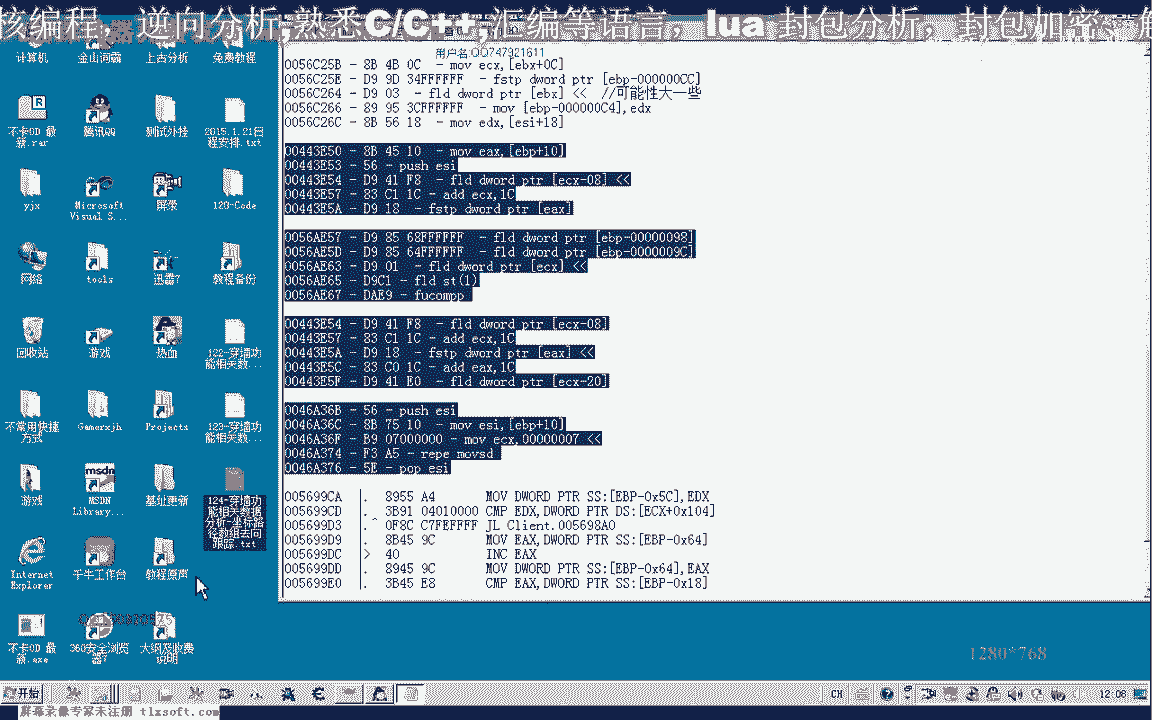 核编程，逆向分析;熟悉C/C++,汇编等语言，lua 封包分析，封包加密、解
计算机 金山词霸 上古分析 免费教程
用户名:QQ747921611
0056C25B - 8B 4B 0C - mov ecx,[ebx+0C]
0056C25E - D9 9D 34FFFFFF - fstp dword ptr [ebp-000000CC]
0056C264 - D9 03 - fld dword ptr [ebx] << //可能性大一些
0056C266 - 89 95 3CFFFFFF - mov [ebp-000000C4],edx
0056C26C - 8B 56 18 - mov edx,[esi+18]
00443E50 - 8B 45 10 - mov eax,[ebp+10]
00443E53 - 56 - push esi
00443E54 - D9 41 F8 - fld dword ptr [ecx-08] <<
00443E57 - 83 C1 1C - add ecx,1C
00443E5A - D9 18 - fstp dword ptr [eax]
0056AE57 - D9 85 68FFFFFF - fld dword ptr [ebp-00000098]
0056AE5D - D9 85 64FFFFFF - fld dword ptr [ebp-0000009C]
0056AE63 - D9 01 - fld dword ptr [ecx] <<
0056AE65 - D9C1 - fld st(1)
0056AE67 - DAE9 - fucompp
00443E54 - D9 41 F8 - fld dword ptr [ecx-08]
00443E57 - 83 C1 1C - add ecx,1C
00443E5A - D9 18 - fstp dword ptr [eax] <<
00443E5C - 83 C0 1C - add eax,1C
00443E5F - D9 41 E0 - fld dword ptr [ecx-20]
0046A36B - 56 - push esi
0046A36C - 8B 75 10 - mov esi,[ebp+10]
0046A36F - B9 07000000 - mov ecx,00000007 <<
0046A374 - F3 A5 - repe movsd
0046A376 - 5E - pop esi
005699CA |. 8955 A4 MOV DWORD PTR SS:[EBP-0x5C],EDX
005699CD |. 3B91 04010000 CMP EDX,DWORD PTR DS:[ECX+0x104]
005699D3 |.^ 0F8C C7FEFFFF JL Client.005698A0
005699D9 |. 8B45 9C MOV EAX,DWORD PTR SS:[EBP-0x64]
005699DC |> 40 INC EAX
005699DD |. 8945 9C MOV DWORD PTR SS:[EBP-0x64],EAX
005699E0 |. 3B45 E8 CMP EAX,DWORD PTR SS:[EBP-0x18]
不卡OD 最新.rar
腾讯QQ
测试外挂
2015.1.21日程安排.txt
yjx
Microsoft Visual S...
屏录
123-Code
网络
tools
迅雷7
教程备份
回收站
游戏
热血
122-穿墙功能相关数...
不常用快捷方式
Gamerxjh
Projects
123-穿墙功能相关数...
游戏
MSDN Library...
基址更新
124-穿墙功能相关数据分析-坐标路径数组去向跟踪.txt
Internet Explorer
千牛工作台
教程原声
不卡OD 最新.exe
360安全浏览器7
大纲及收费说明
1280*768
开始
CH
12:08
屏幕录像专家未注册 tlxsoft.com